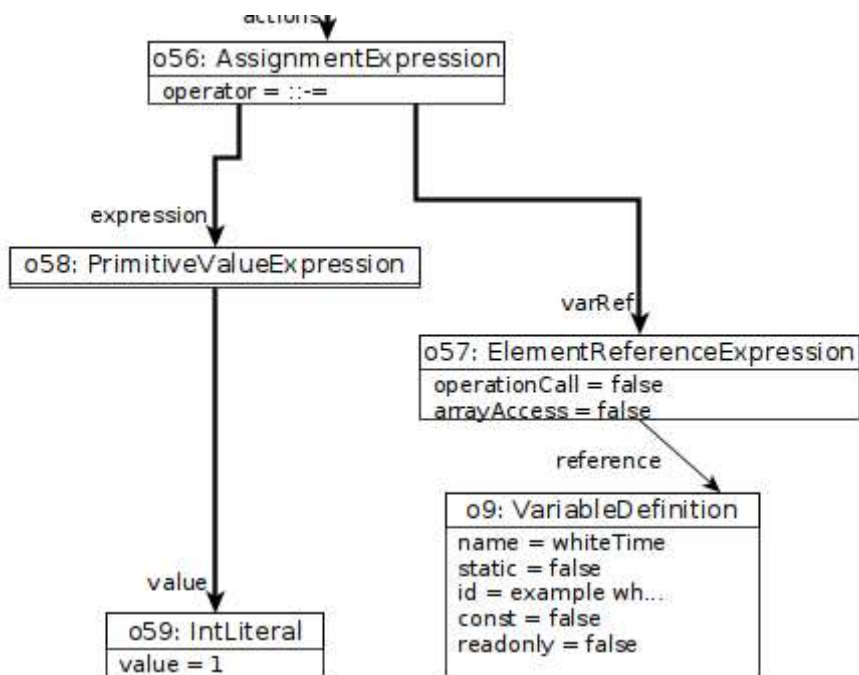 actions
o56: AssignmentExpression
operator = ::-=
expression
o58: PrimitiveValueExpression
varRef
o57: ElementReferenceExpression
operationCall = false
arrayAccess = false
reference
o9: VariableDefinition
name = whiteTime
static = false
id = example wh...
const = false
readonly = false
value
o59: IntLiteral
value = 1